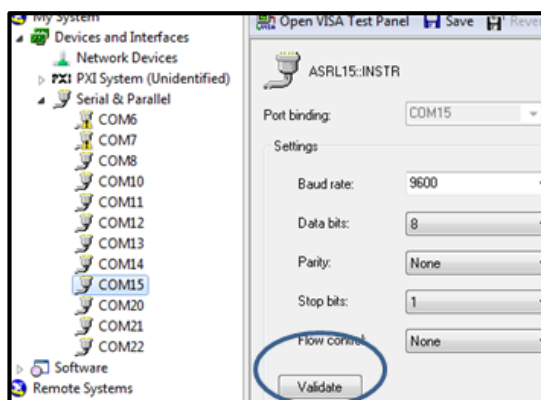 My System
Devices and Interfaces
Network Devices
PXI PXI System (Unidentified)
Serial & Parallel
COM6
COM7
COM8
COM10
COM11
COM12
COM13
COM14
COM15
COM20
COM21
COM22
Software
Remote Systems
Open VISA Test Panel Save Rever
ASRL15::INSTR
Port binding: COM15
Settings
Baud rate: 9600
Data bits: 8
Parity: None
Stop bits: 1
Flow control: None
Validate